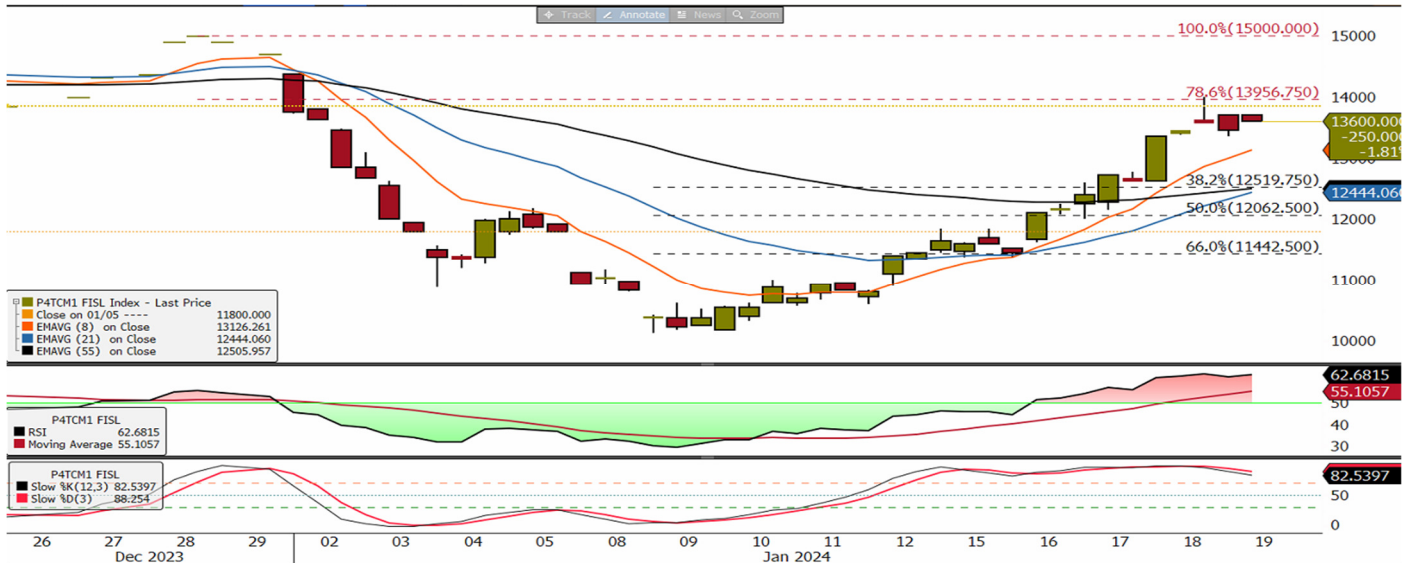 Track Annotate News Zoom
100.0%(15000.000)
15000
78.6%(13956.750)
14000
13600.000
-250.000
-1.81%
13000
38.2%(12519.750)
12444.060
50.0%(12062.500)
12000
66.0%(11442.500)
11000
10000
P4TCM1 FISL Index - Last Price
Close on 01/05 ---- 11800.000
EMAVG (8) on Close 13126.261
EMAVG (21) on Close 12444.060
EMAVG (55) on Close 12505.957
62.6815
55.1057
50
40
30
P4TCM1 FISL
RSI 62.6815
Moving Average 55.1057
P4TCM1 FISL
Slow %K(12,3) 82.5397
Slow %D(3) 88.254
82.5397
50
0
26 27 28 29 02 03 04 05 08 09 10 11 12 15 16 17 18 19
Dec 2023 Jan 2024